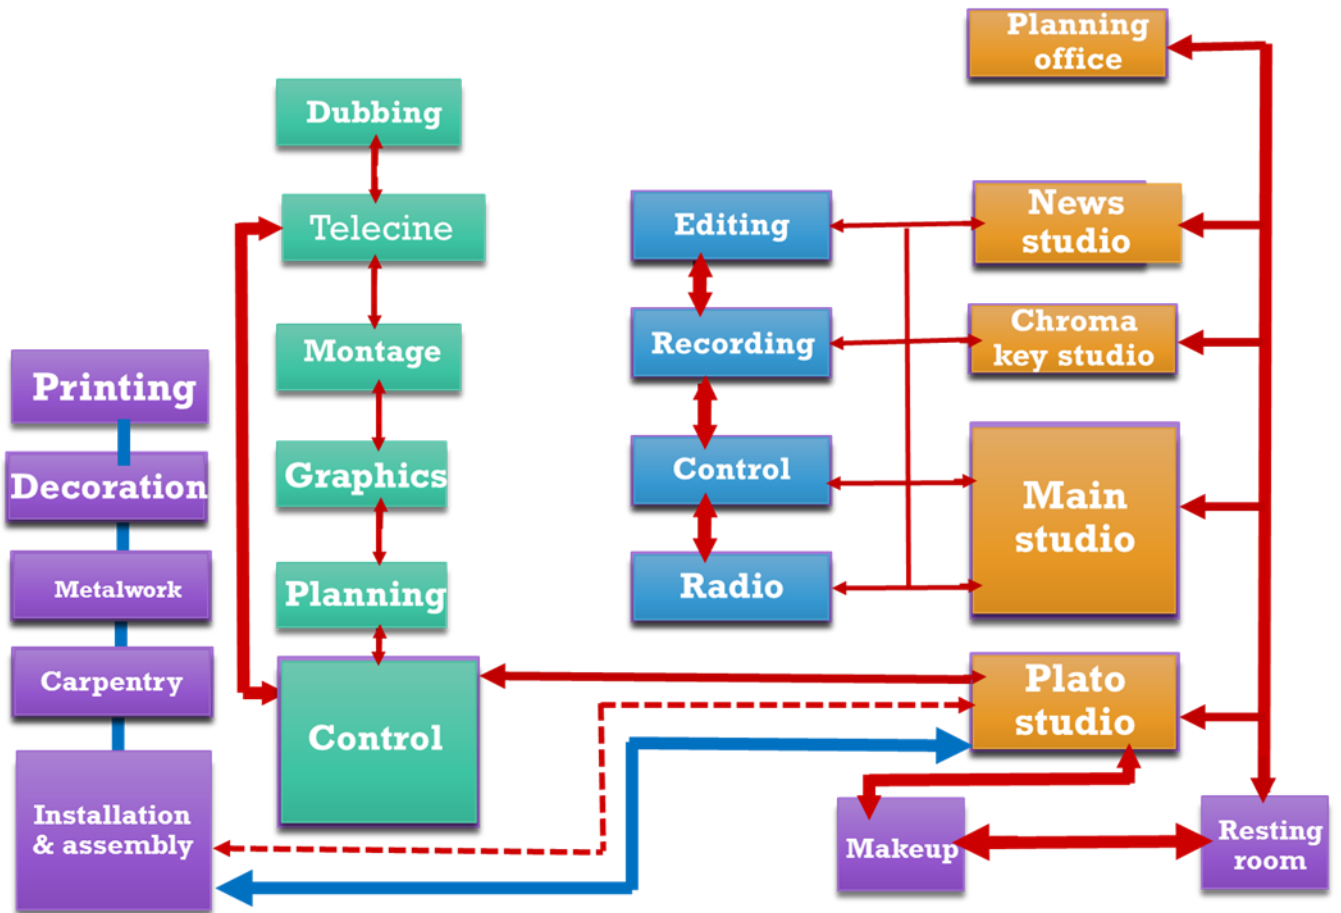 Planning
office
Dubbing
Telecine
Editing
News
studio
Montage
Recording
Chroma
key studio
Printing
Decoration
Graphics
Control
Main
studio
Metalwork
Planning
Radio
Carpentry
Control
Plato
studio
Installation
& assembly
Makeup
Resting
room